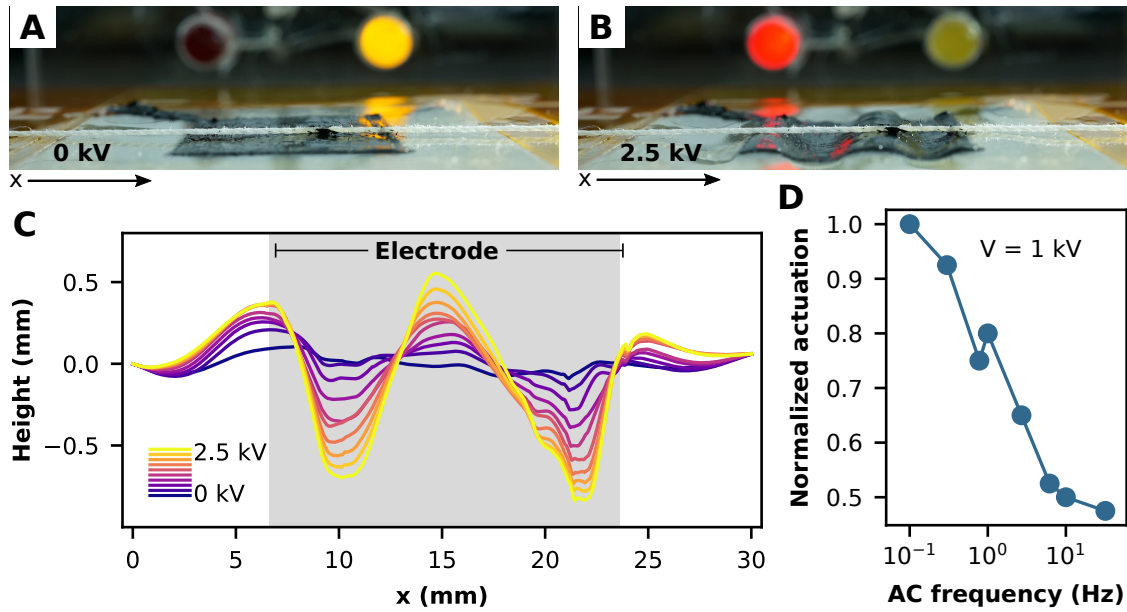 A
B
0 kV
2.5 kV
x
x
C
D
Electrode
Height (mm)
0.5
0.0
−0.5
2.5 kV
0 kV
0
5
10
15
20
25
30
x (mm)
Normalized actuation
V = 1 kV
1.0
0.9
0.8
0.7
0.6
0.5
10⁻¹
10⁰
10¹
AC frequency (Hz)